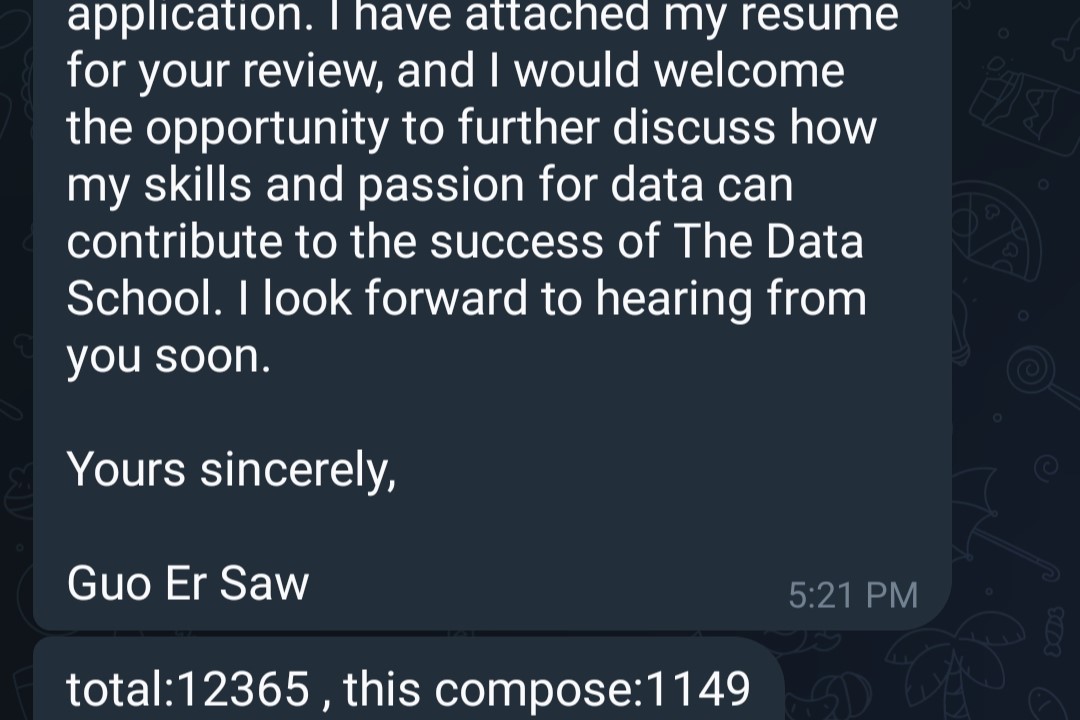 application. I have attached my resume
for your review, and I would welcome
the opportunity to further discuss how
my skills and passion for data can
contribute to the success of The Data
School. I look forward to hearing from
you soon.
Yours sincerely,
Guo Er Saw
5:21 PM
total:12365 , this compose:1149